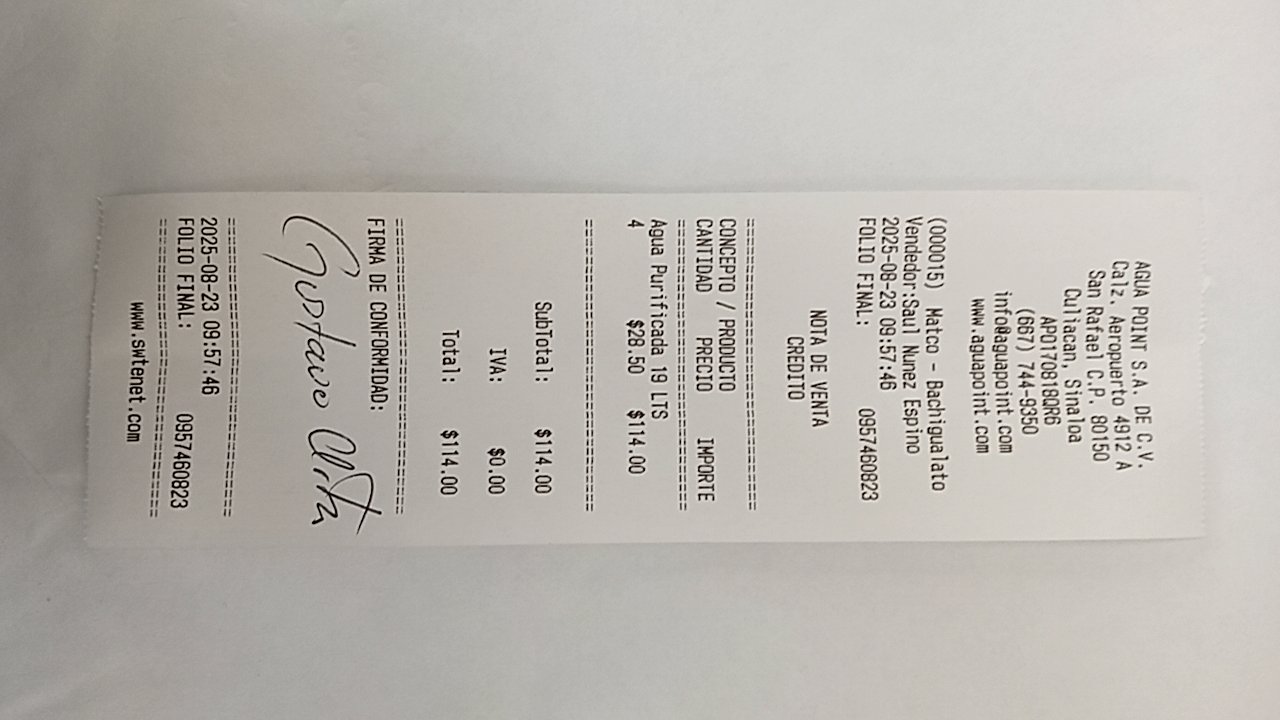 AGUA POINT S.A. DE C.V.
Calz. Aeropuerto 4912 A
San Rafael C.P. 80150
Culiacan, Sinaloa
APO170818QR6
(667) 744-9350
info@aguapoint.com
www.aguapoint.com
(000015) Matco - Bachigualato
Vendedor:Saul Nunez Espino
2025-08-23 09:57:46
FOLIO FINAL: 0957460823
NOTA DE VENTA
CREDITO
==============================
CONCEPTO / PRODUCTO
CANTIDAD PRECIO IMPORTE
==============================
Agua Purificada 19 LTS
4 $28.50 $114.00
==============================
SubTotal: $114.00
IVA: $0.00
Total: $114.00
==============================
FIRMA DE CONFORMIDAD:
Gustavo
==============================
2025-08-23 09:57:46
FOLIO FINAL: 0957460823
==============================
www.swtenet.com